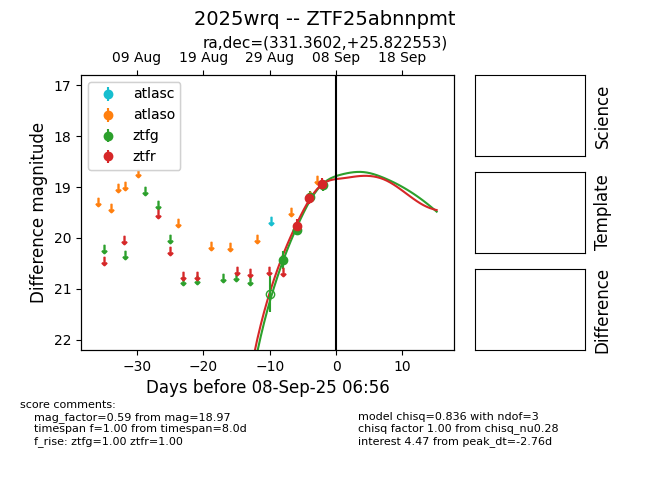 2025wrq -- ZTF25abnnpmt
ra,dec=(331.3602,+25.822553)
09 Aug 19 Aug 29 Aug 08 Sep 18 Sep
atlasc
atlaso
ztfg
ztfr
17
18
19
20
21
22
Difference magnitude
−30 −20 −10 0 10
Days before 08-Sep-25 06:56
Science
Template
Difference
score comments:
mag_factor=0.59 from mag=18.97
timespan f=1.00 from timespan=8.0d
f_rise: ztfg=1.00 ztfr=1.00
model chisq=0.836 with ndof=3
chisq factor 1.00 from chisq_nu0.28
interest 4.47 from peak_dt=-2.76d